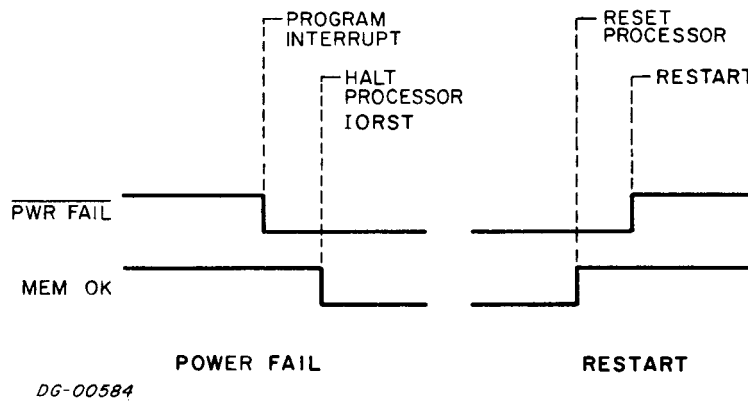 PROGRAM
INTERRUPT
HALT
PROCESSOR
IORST
RESET
PROCESSOR
RESTART
PWR FAIL
MEM OK
POWER FAIL
RESTART
DG-00584